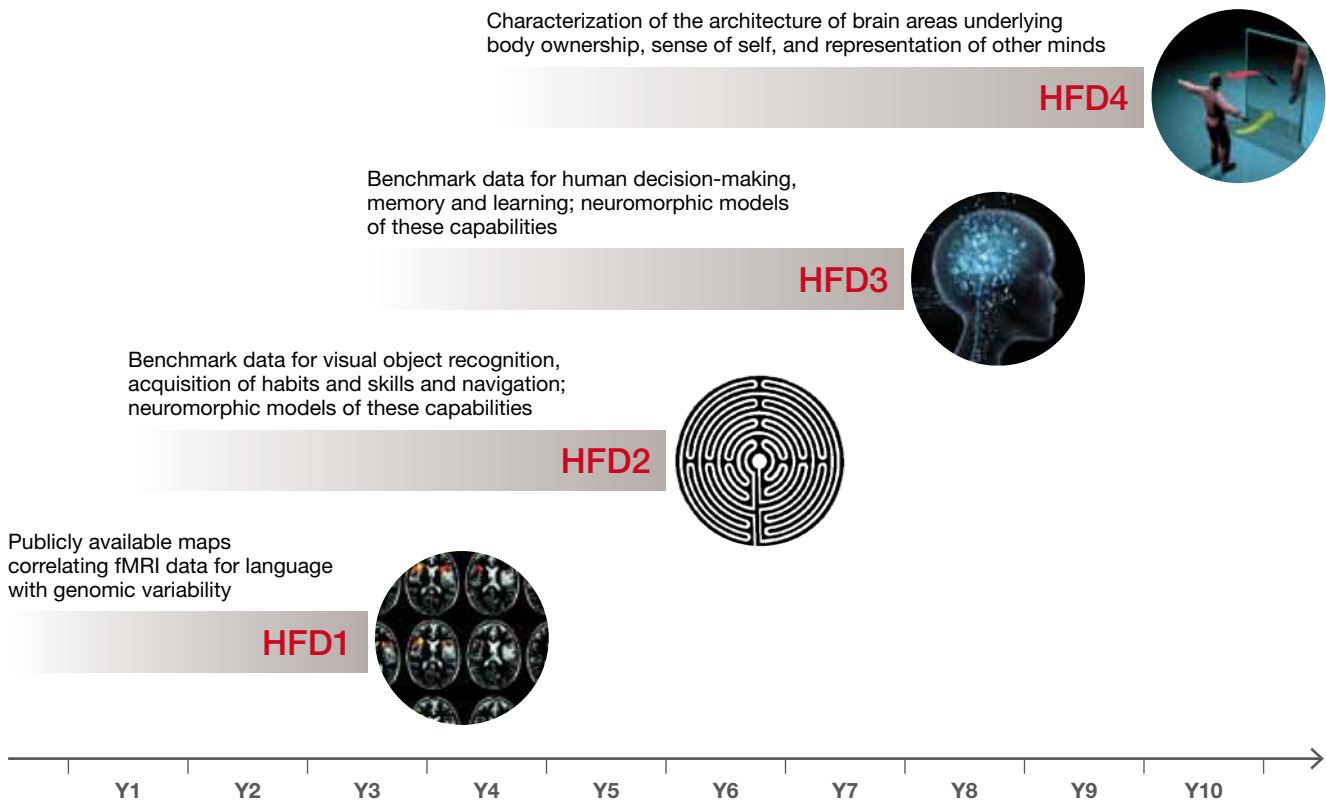 Characterization of the architecture of brain areas underlying
body ownership, sense of self, and representation of other minds
HFD4
Benchmark data for human decision-making,
memory and learning; neuromorphic models
of these capabilities
HFD3
Benchmark data for visual object recognition,
acquisition of habits and skills and navigation;
neuromorphic models of these capabilities
HFD2
Publicly available maps
correlating fMRI data for language
with genomic variability
HFD1
Y1 Y2 Y3 Y4 Y5 Y6 Y7 Y8 Y9 Y10